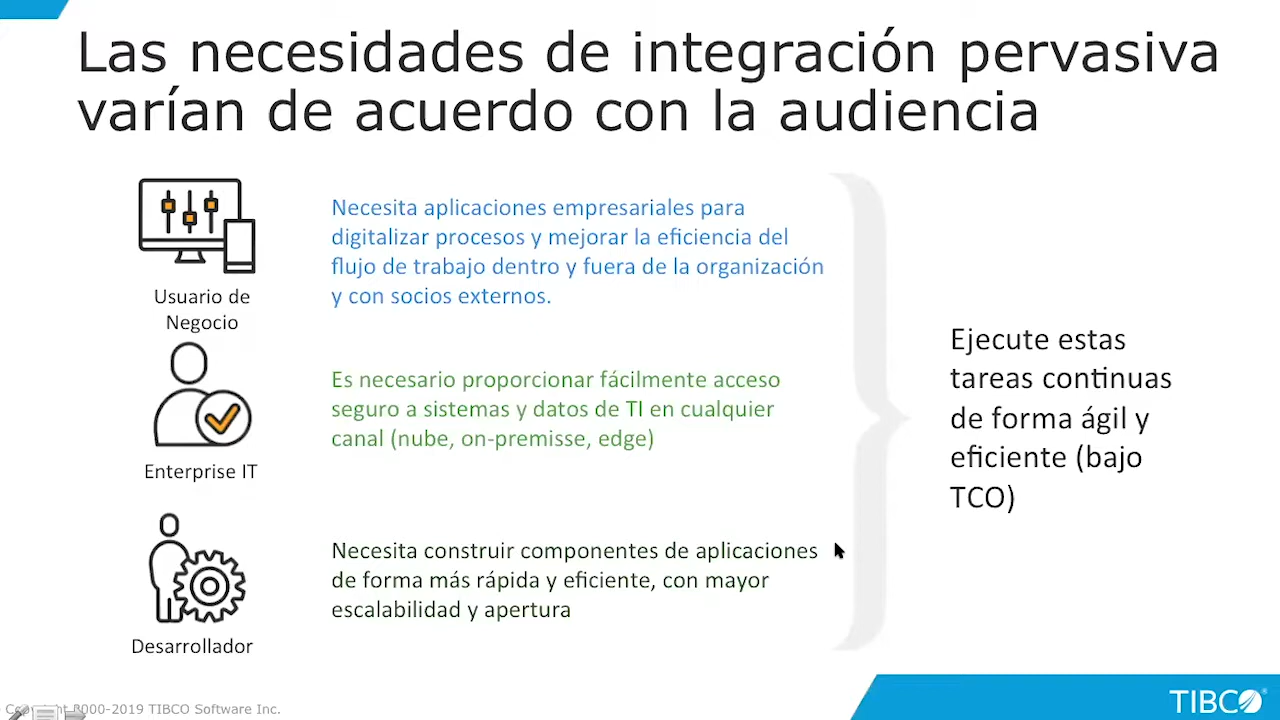 Las necesidades de integración pervasiva
varían de acuerdo con la audiencia
Necesita aplicaciones empresariales para
digitalizar procesos y mejorar la eficiencia del
flujo de trabajo dentro y fuera de la organización
y con socios externos.
Usuario de
Negocio
Es necesario proporcionar fácilmente acceso
seguro a sistemas y datos de TI en cualquier
canal (nube, on-premisse, edge)
Enterprise IT
Necesita construir componentes de aplicaciones
de forma más rápida y eficiente, con mayor
escalabilidad y apertura
Desarrollador
Ejecute estas
tareas continuas
de forma ágil y
eficiente (bajo
TCO)
Copyright 2000-2019 TIBCO Software Inc.
TIBCO®